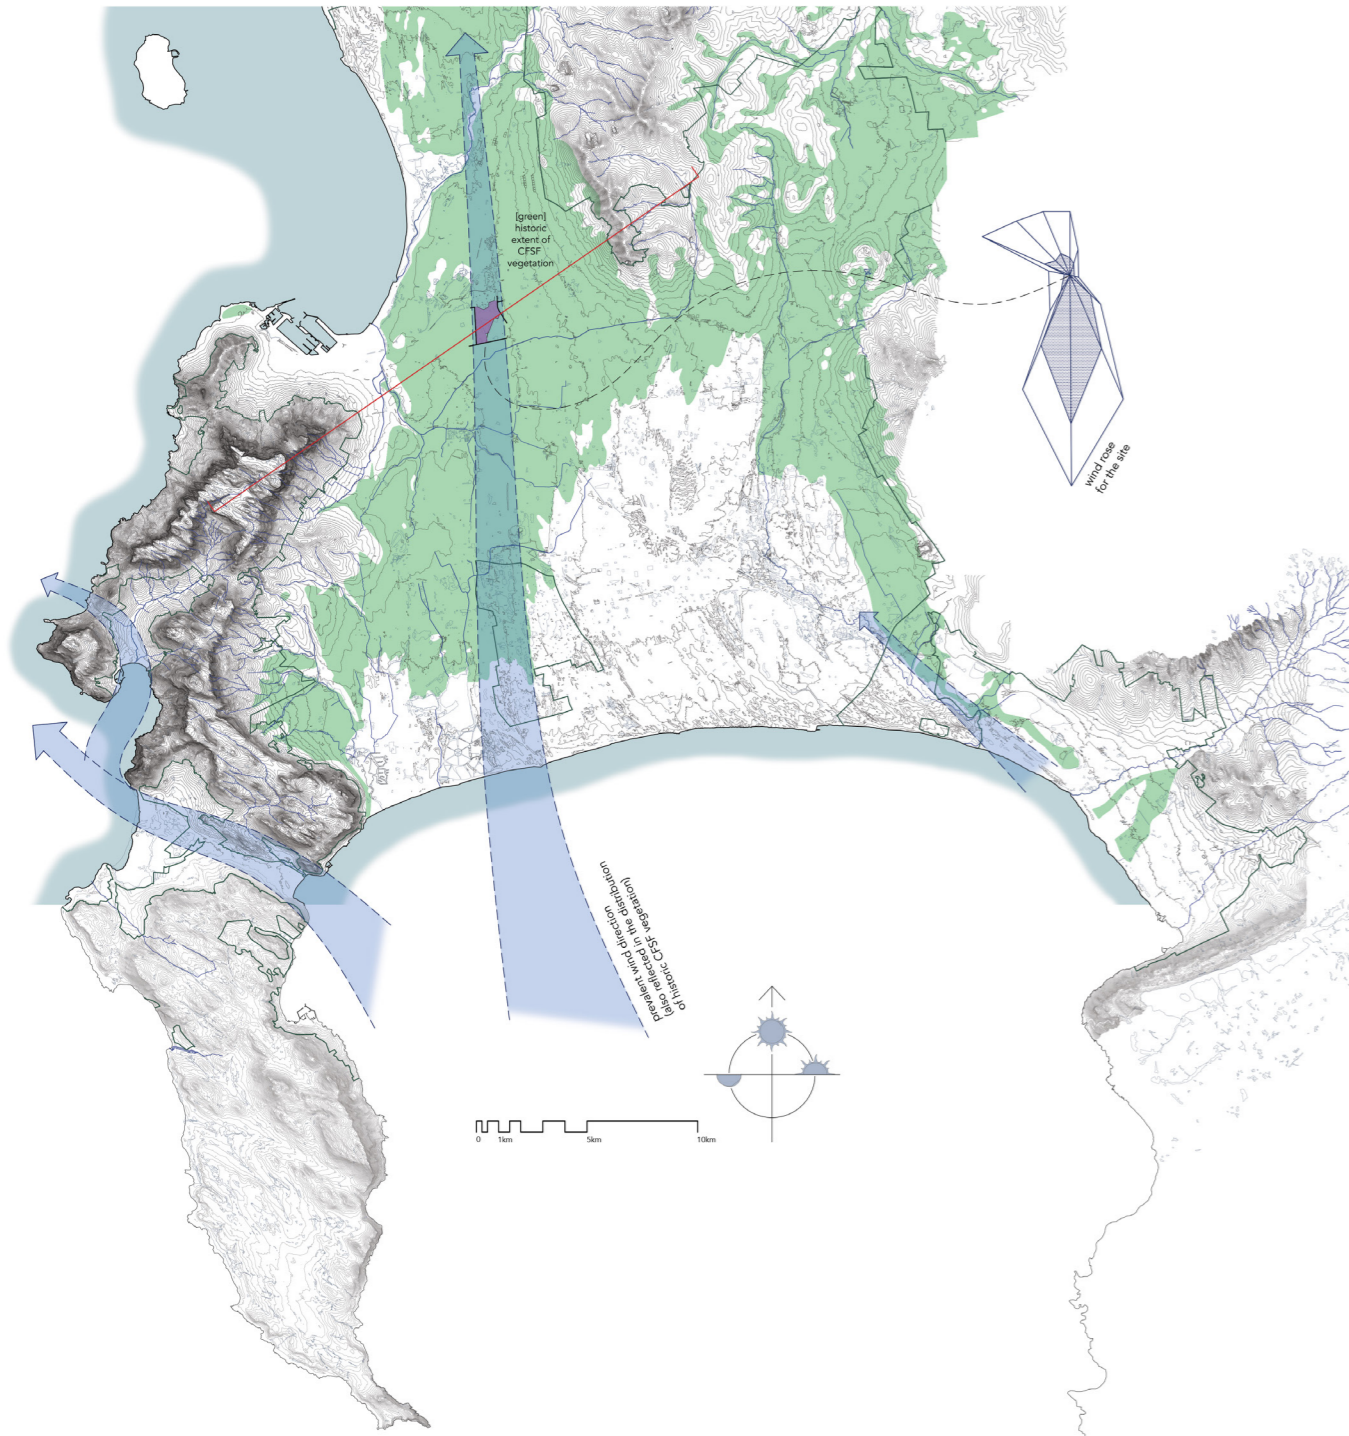 [green]
historic
extent of
CFSF
vegetation
wind rose
for the site
prevalent wind direction
(also reflected in the distribution
of historic CFSF vegetation)
0 1km 5km 10km